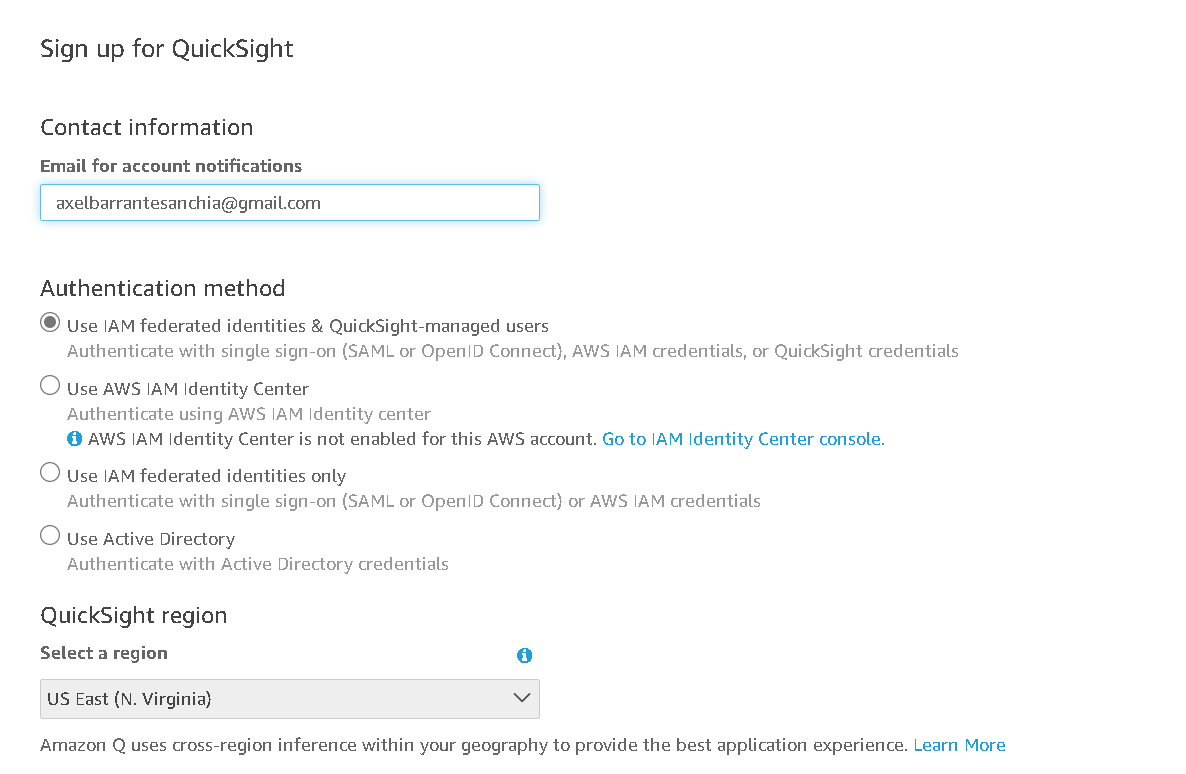 Sign up for QuickSight
Contact information
Email for account notifications
axelbarrantesanchia@gmail.com
Authentication method
Use IAM federated identities & QuickSight-managed users
Authenticate with single sign-on (SAML or OpenID Connect), AWS IAM credentials, or QuickSight credentials
Use AWS IAM Identity Center
Authenticate using AWS IAM Identity center
AWS IAM Identity Center is not enabled for this AWS account. Go to IAM Identity Center console.
Use IAM federated identities only
Authenticate with single sign-on (SAML or OpenID Connect) or AWS IAM credentials
Use Active Directory
Authenticate with Active Directory credentials
QuickSight region
Select a region
US East (N. Virginia)
Amazon Q uses cross-region inference within your geography to provide the best application experience. Learn More